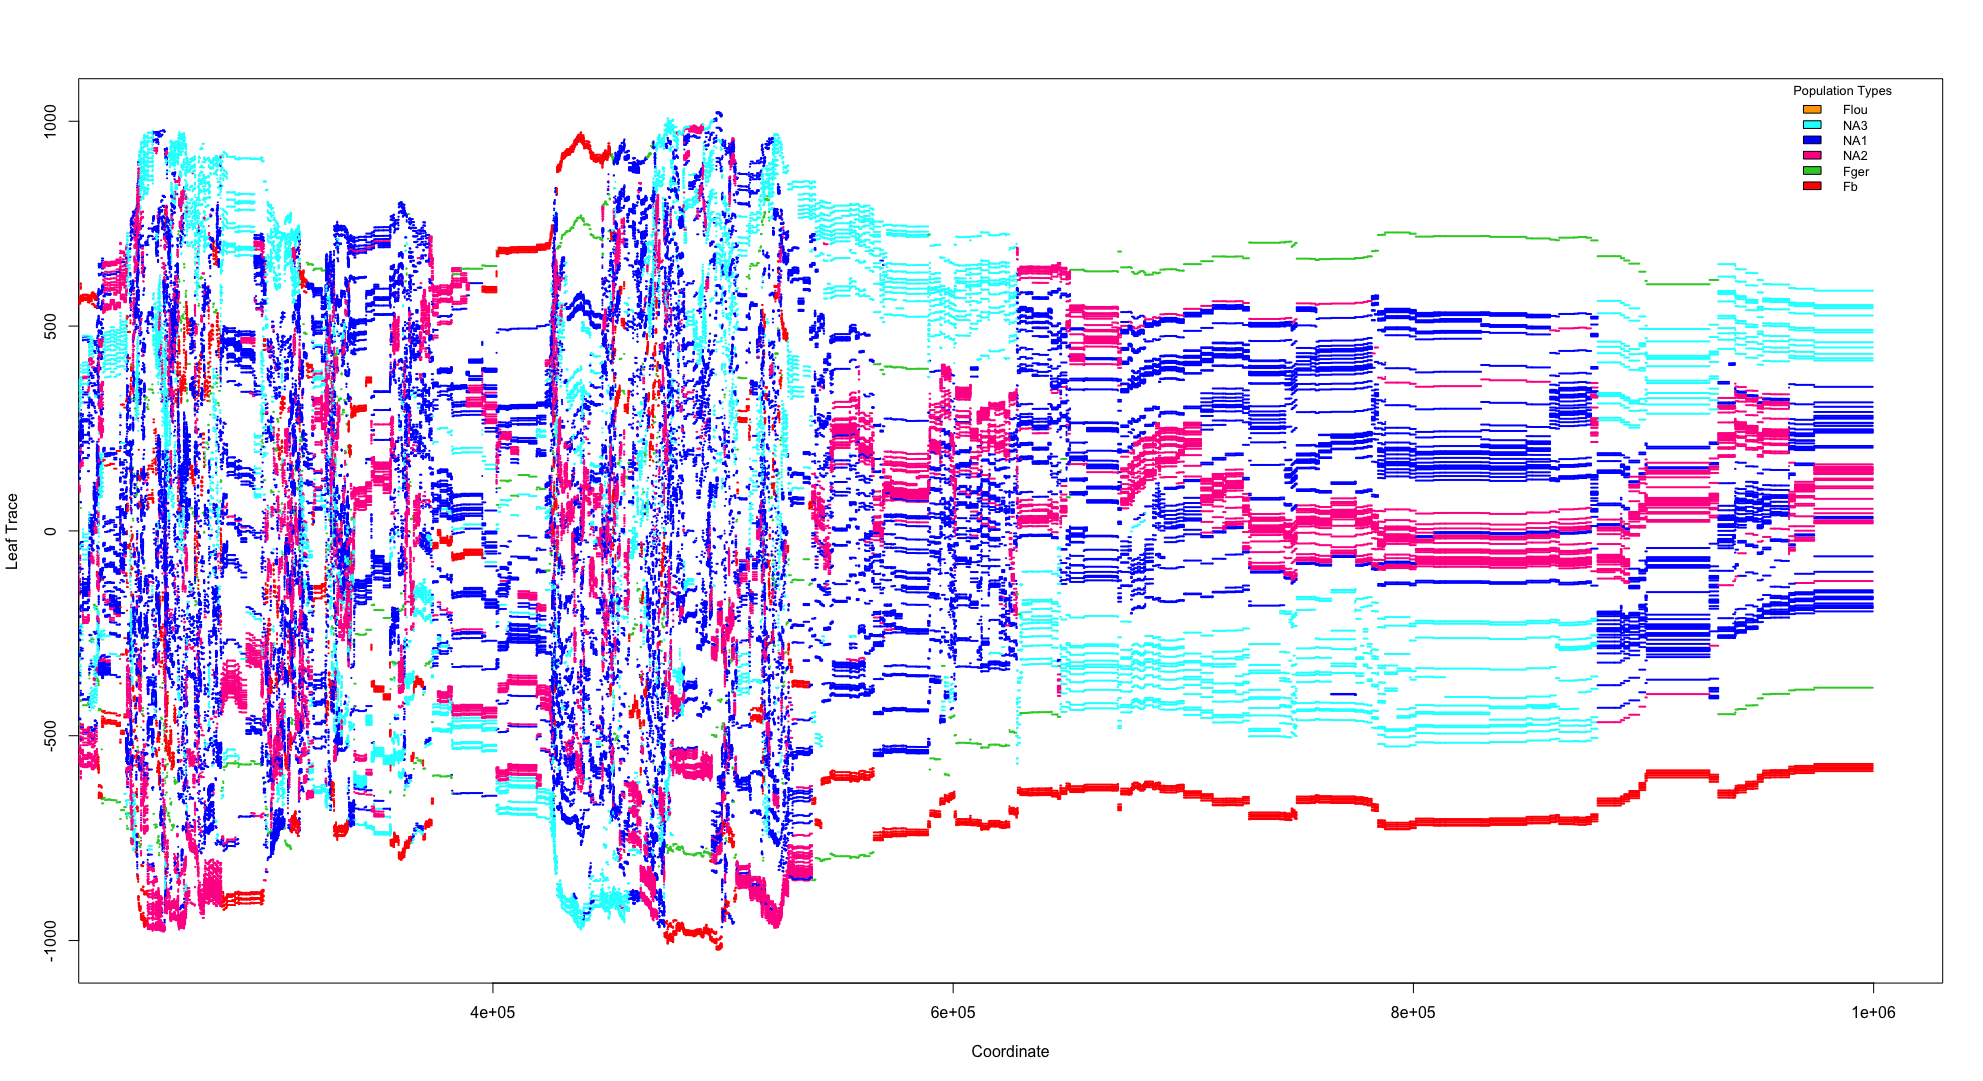 Population Types
Flou
NA3
NA1
NA2
Fger
Fb
1000
500
0
-500
-1000
Leaf Trace
4e+05
6e+05
8e+05
1e+06
Coordinate